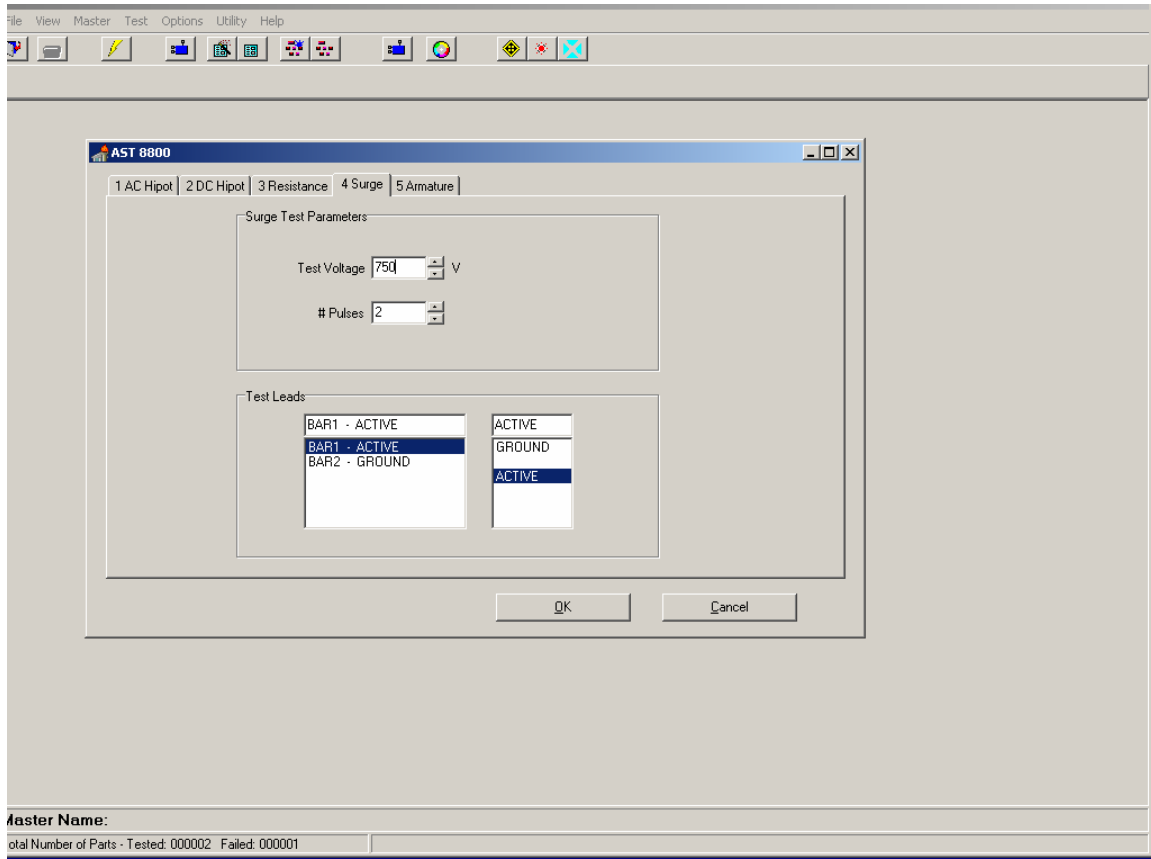 File View Master Test Options Utility Help
AST 8800
1 AC Hipot 2 DC Hipot 3 Resistance 4 Surge 5 Armature
Surge Test Parameters
Test Voltage 750 V
# Pulses 2
Test Leads
BAR1 - ACTIVE ACTIVE
BAR1 - ACTIVE GROUND
BAR2 - GROUND
ACTIVE
OK Cancel
Master Name:
otal Number of Parts - Tested: 000002 Failed: 000001